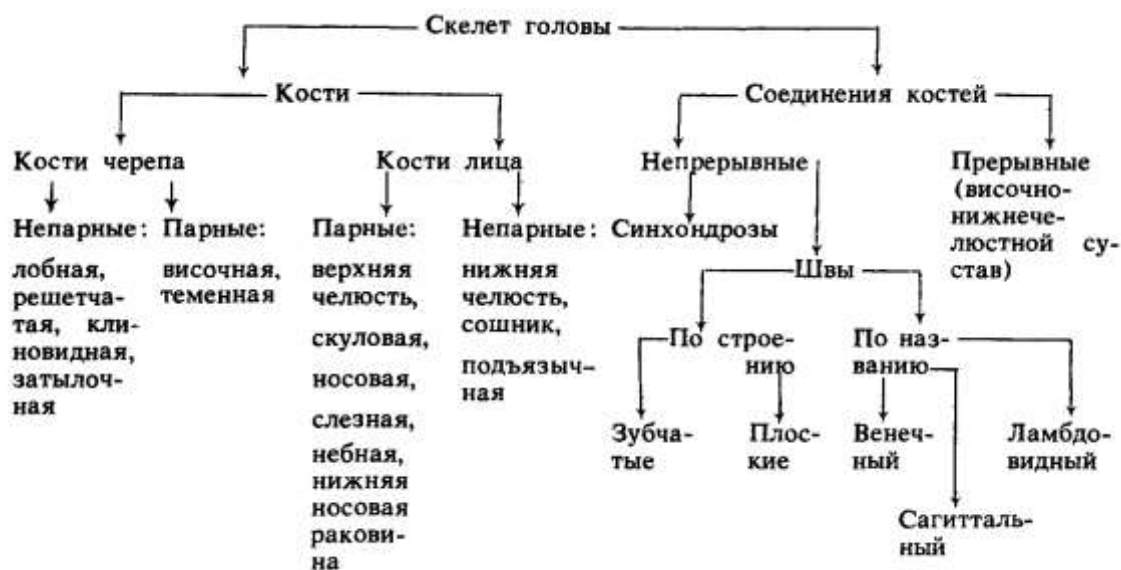 Скелет головы
Кости
Соединения костей
Кости черепа
Кости лица
Непрерывные
Прерывные
(височно-
нижнече-
люстной су-
став)
Непарные:
лобная,
решетча-
тая, кли-
новидная,
затылоч-
ная
Парные:
височная,
теменная
Парные:
верхняя
челюсть,
скуловая,
носовая,
слезная,
небная,
нижняя
носовая
ракови-
на
Непарные:
нижняя
челюсть,
сошник,
подъязыч-
ная
Синхондрозы
Швы
По строе-
нию
По наз-
ванию
Зубча-
тые
Плос-
кие
Венеч-
ный
Ламбдо-
видный
Сагитталь-
ный